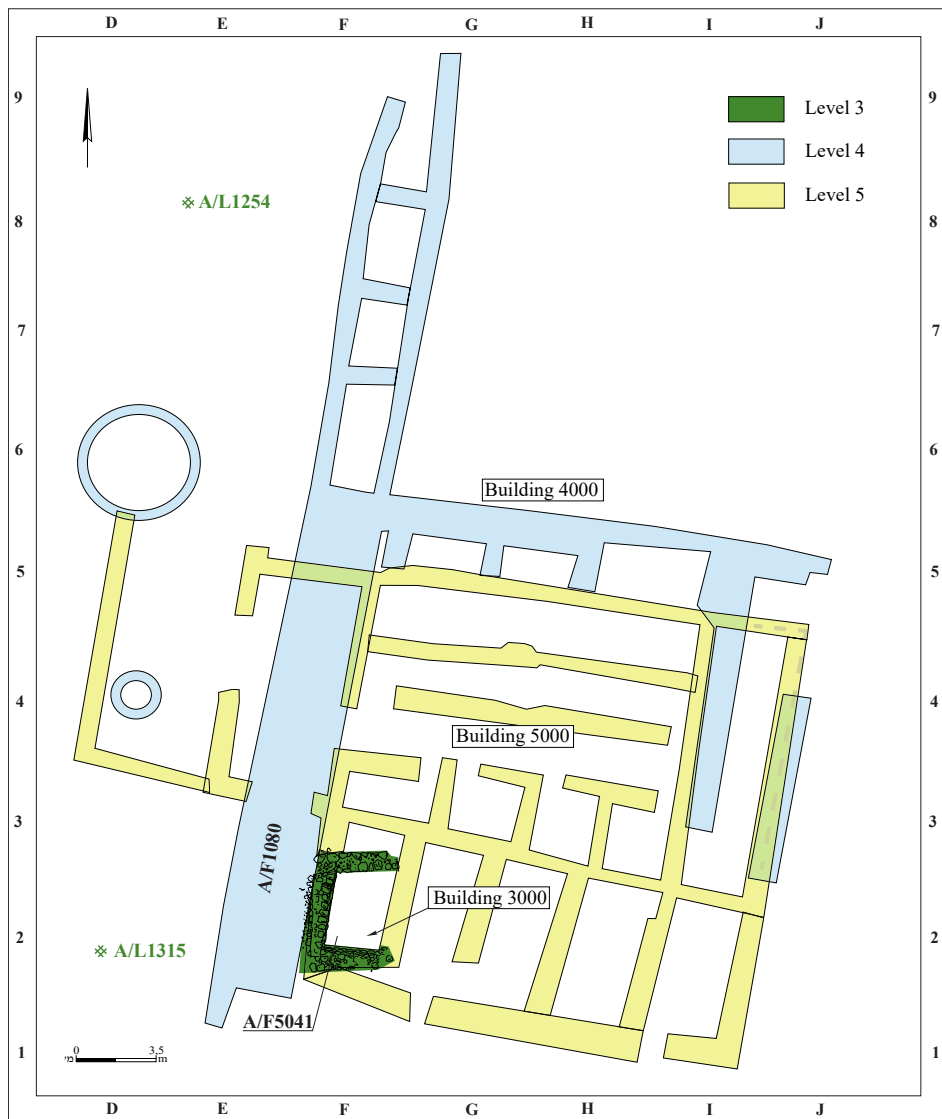 D E F G H I J
9 9
Level 3
Level 4
Level 5
A/L1254
8 8
7 7
6 6
Building 4000
5 5
4 4
Building 5000
3 3
A/F1080
Building 3000
2 2
A/L1315
A/F5041
1 1
0 3.5
מ' m
D E F G H I J